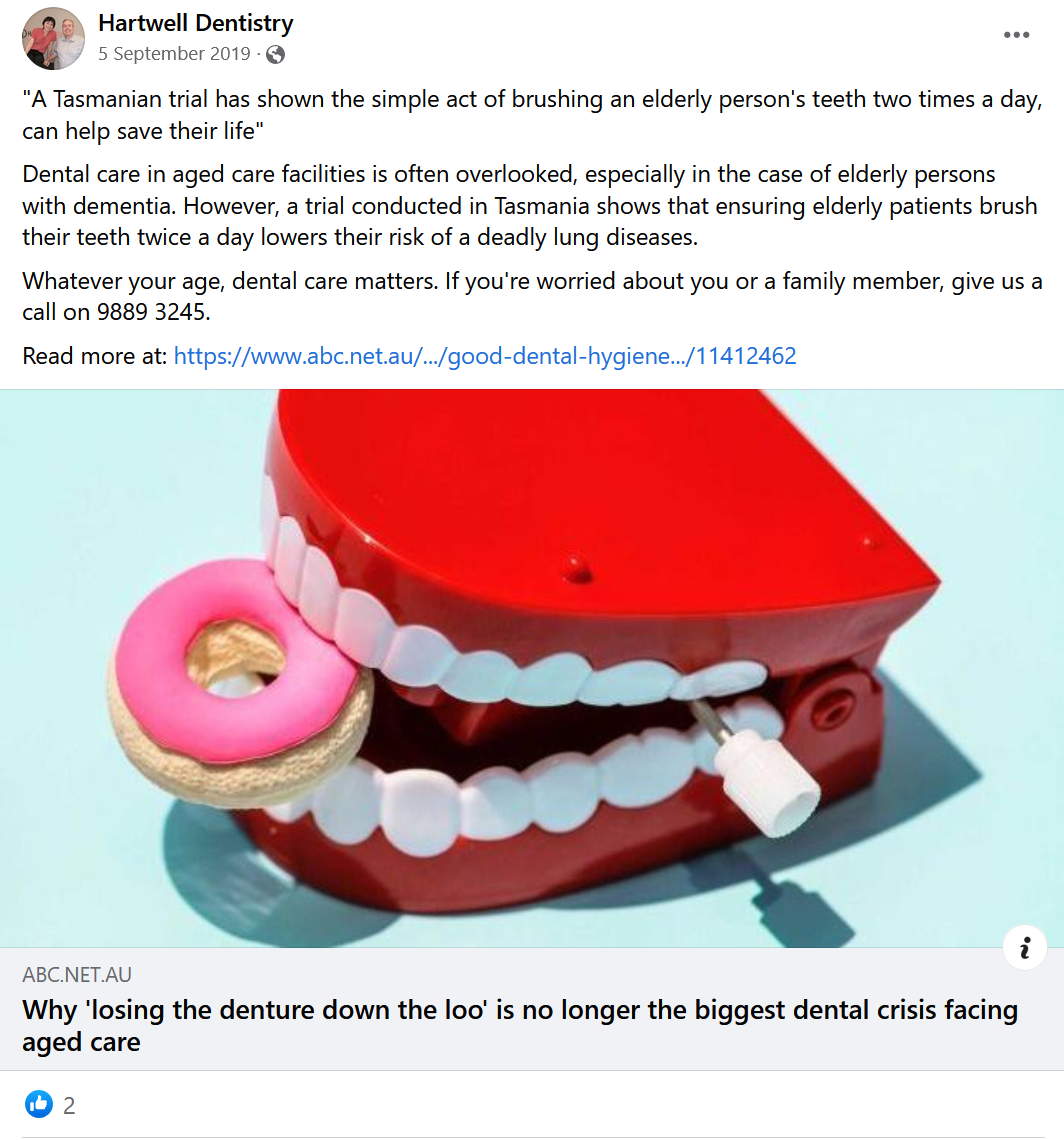 Hartwell Dentistry
5 September 2019 ·
"A Tasmanian trial has shown the simple act of brushing an elderly person's teeth two times a day,
can help save their life"
Dental care in aged care facilities is often overlooked, especially in the case of elderly persons
with dementia. However, a trial conducted in Tasmania shows that ensuring elderly patients brush
their teeth twice a day lowers their risk of a deadly lung diseases.
Whatever your age, dental care matters. If you're worried about you or a family member, give us a
call on 9889 3245.
Read more at: https://www.abc.net.au/.../good-dental-hygiene.../11412462
i
ABC.NET.AU
Why 'losing the denture down the loo' is no longer the biggest dental crisis facing
aged care
2